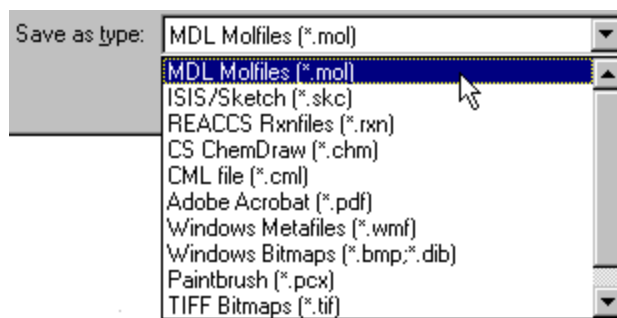 Save as type: MDL Molfiles (*.mol)
MDL Molfiles (*.mol)
ISIS/Sketch (*.skc)
REACCS Rxnfiles (*.rxn)
CS ChemDraw (*.chm)
CML file (*.cml)
Adobe Acrobat (*.pdf)
Windows Metafiles (*.wmf)
Windows Bitmaps (*.bmp;*.dib)
Paintbrush (*.pcx)
TIFF Bitmaps (*.tif)